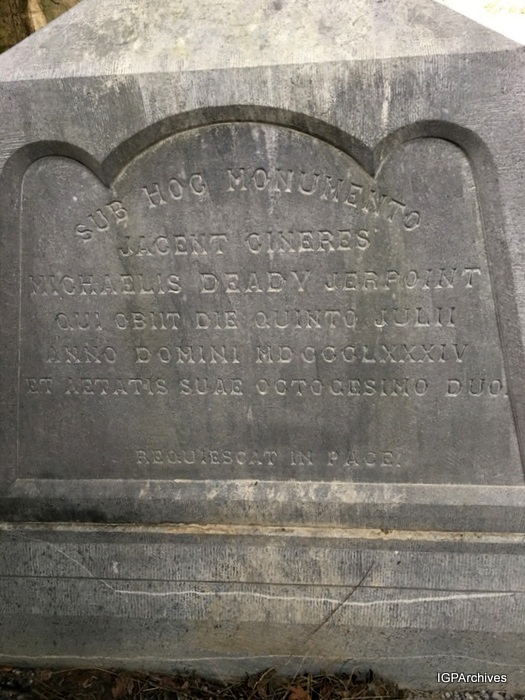 SUB HOC MONUMENTO
JACENT CINERES
MICHAELIS DEADY JERPOINT
QUI OBIIT DIE QUINTO JULII
ANNO DOMINI MDCCCLXXXIV
ET AETATIS SUAE OCTOGESIMO DUO.
REQUIESCAT IN PACE!
IGPArchives